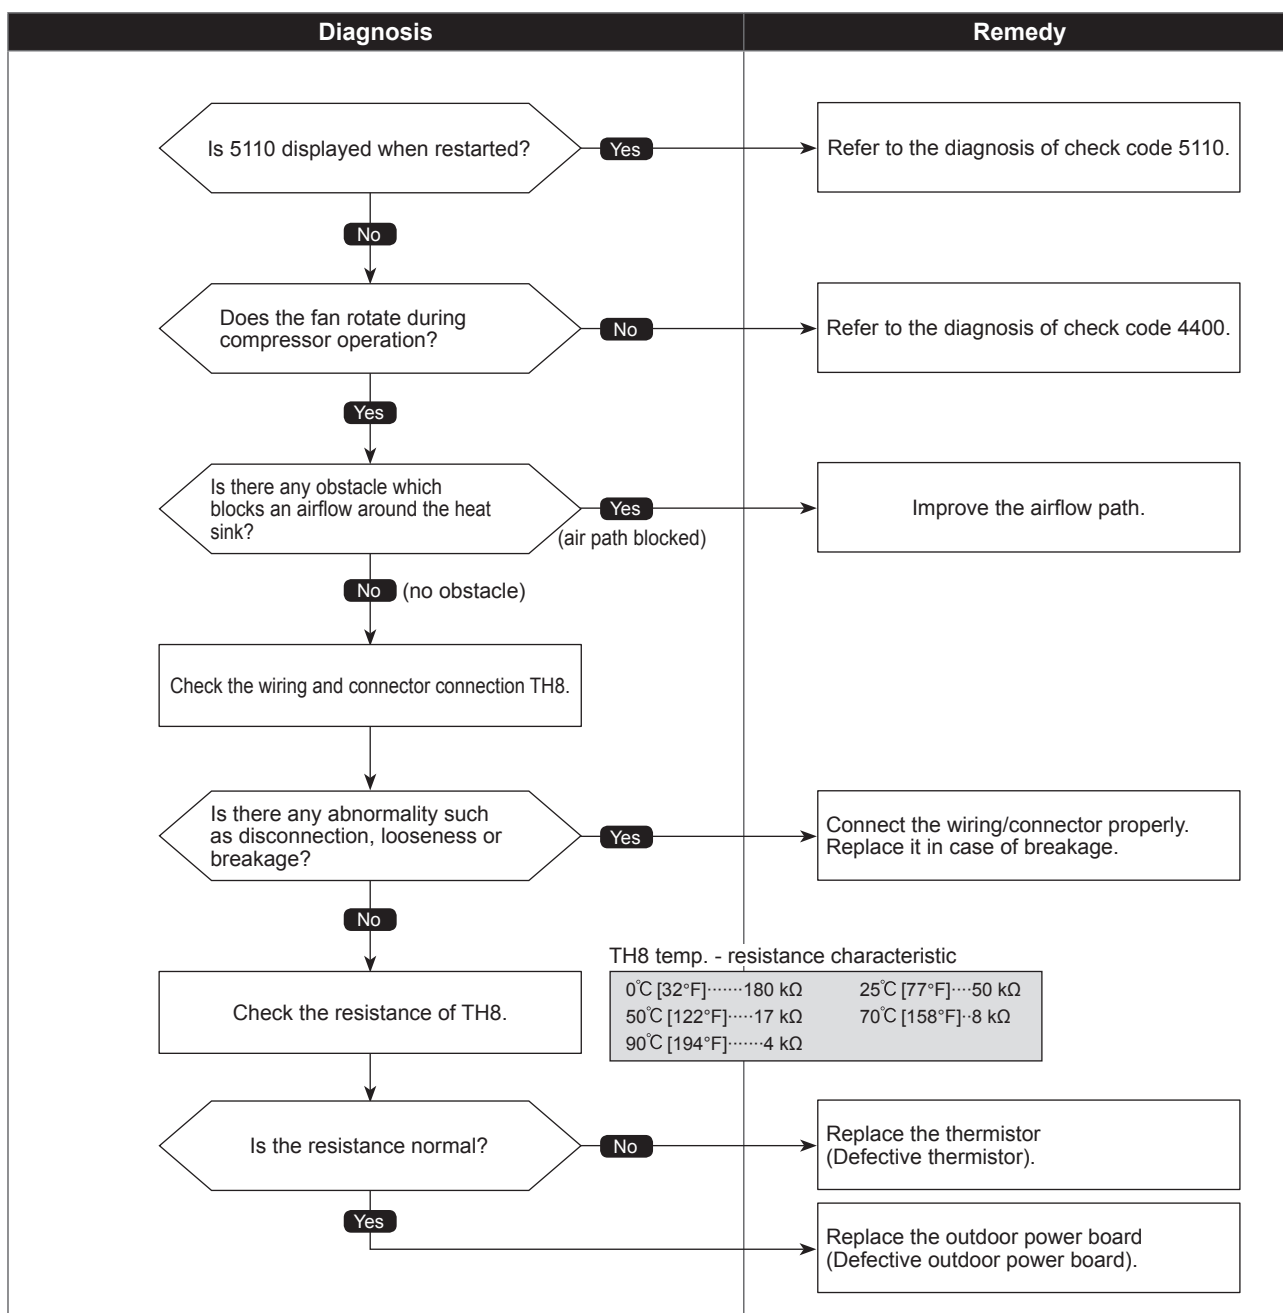 Diagnosis
Remedy
Is 5110 displayed when restarted?
Yes
Refer to the diagnosis of check code 5110.
No
Does the fan rotate during
compressor operation?
No
Refer to the diagnosis of check code 4400.
Yes
Is there any obstacle which
blocks an airflow around the heat
sink?
Yes
(air path blocked)
Improve the airflow path.
No (no obstacle)
Check the wiring and connector connection TH8.
Is there any abnormality such
as disconnection, looseness or
breakage?
Yes
Connect the wiring/connector properly.
Replace it in case of breakage.
No
TH8 temp. - resistance characteristic
0℃ [32°F]·······180 kΩ 25℃ [77°F]····50 kΩ
50℃ [122°F]·····17 kΩ 70℃ [158°F]··8 kΩ
90℃ [194°F]·······4 kΩ
Check the resistance of TH8.
Is the resistance normal?
No
Replace the thermistor
(Defective thermistor).
Yes
Replace the outdoor power board
(Defective outdoor power board).